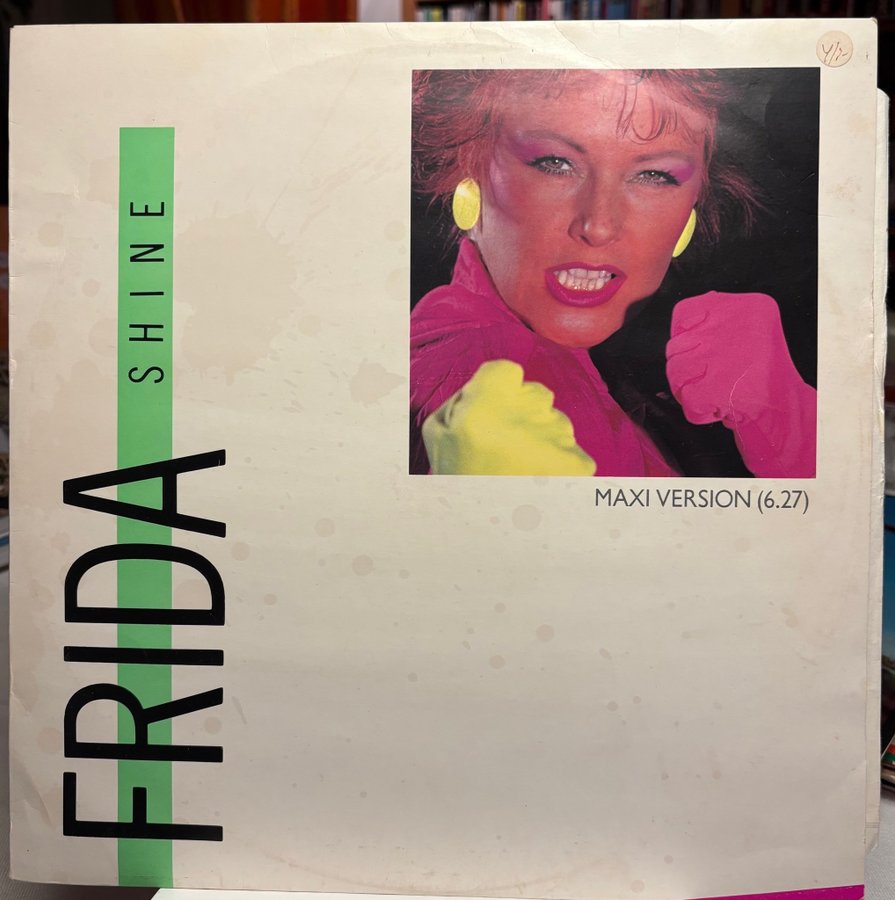 FRIDA
SHINE
MAXI VERSION (6.27)